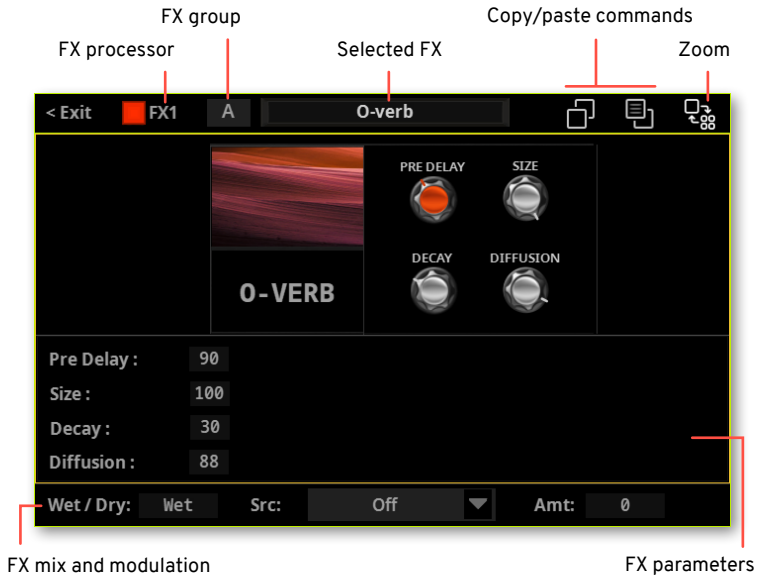 FX group
Copy/paste commands
FX processor
Selected FX
Zoom
< Exit
FX1
A
O-verb
PRE DELAY
SIZE
DECAY
DIFFUSION
O-VERB
Pre Delay : 90
Size : 100
Decay : 30
Diffusion : 88
Wet / Dry: Wet Src: Off Amt: 0
FX mix and modulation
FX parameters